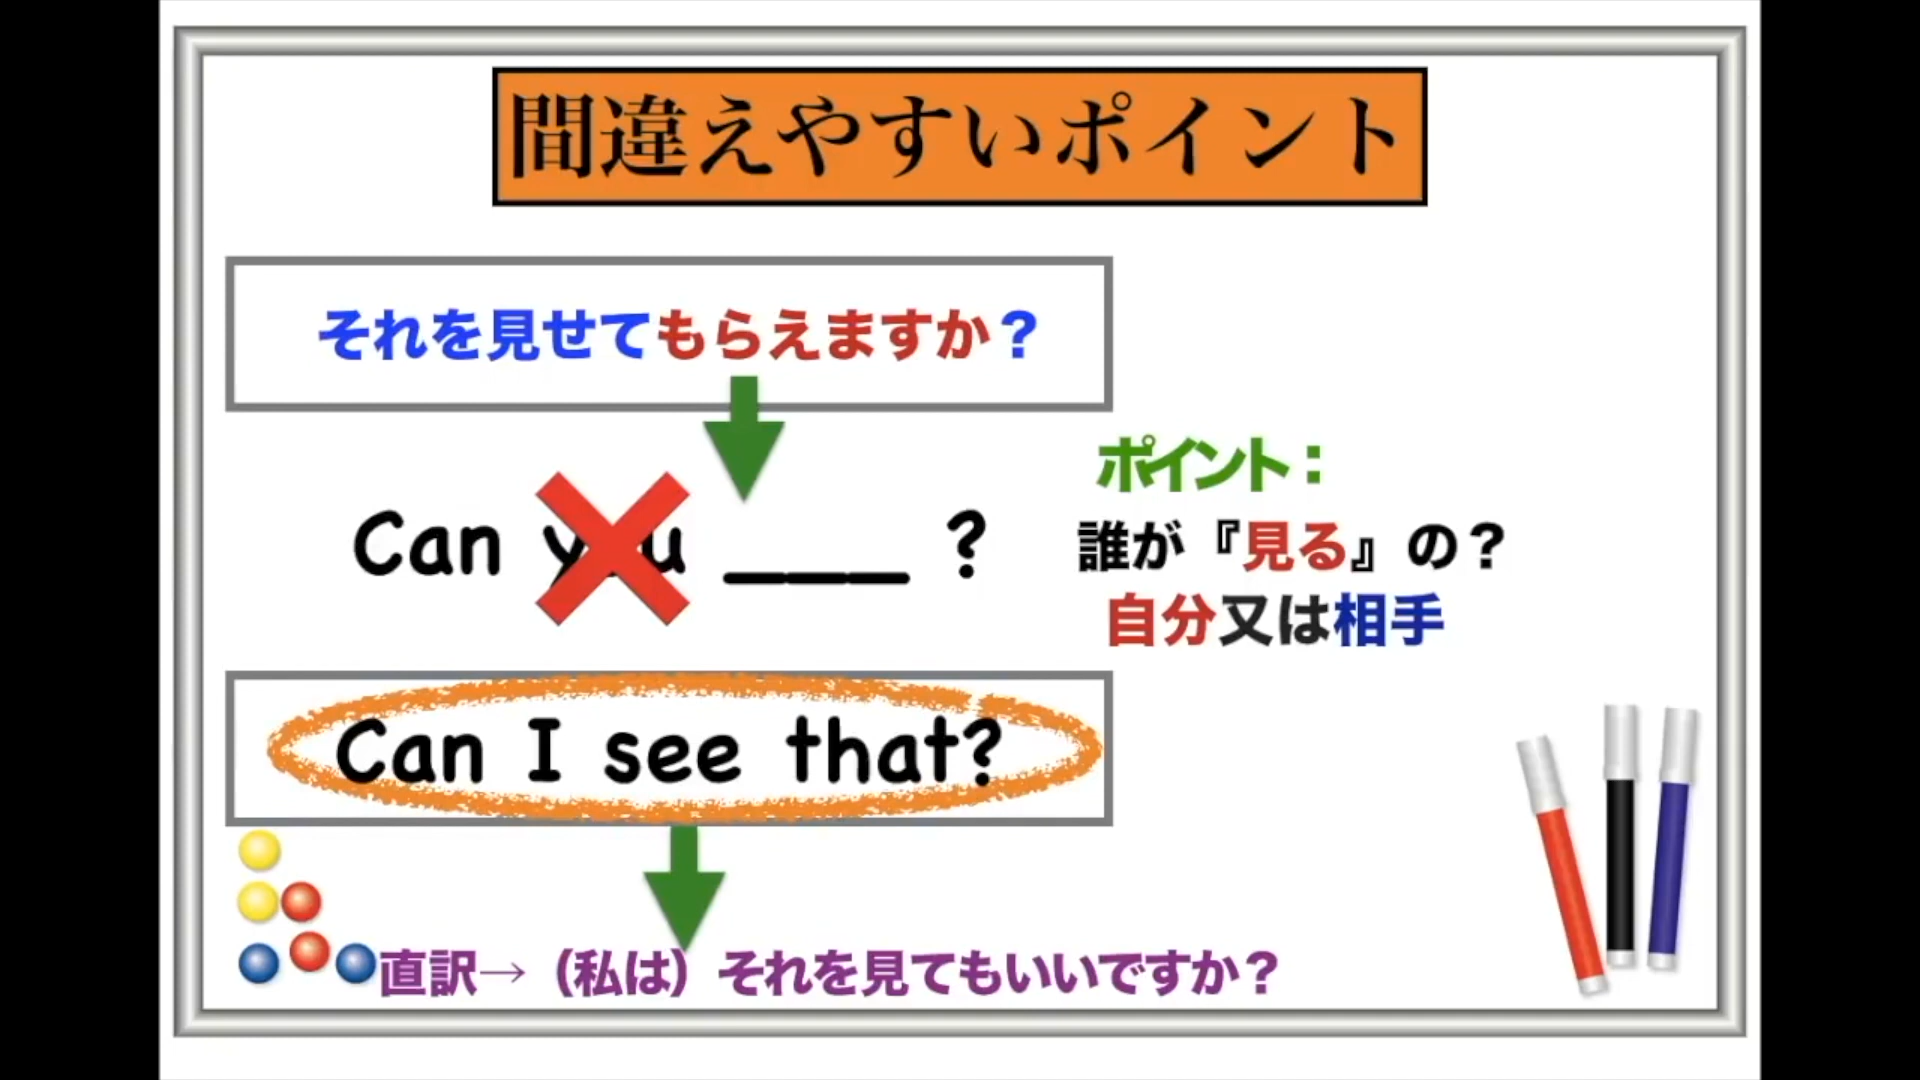 間違えやすいポイント
それを見せてもらえますか？
Can you ___ ?
ポイント：
誰が『見る』の？
自分又は相手
Can I see that?
直訳→（私は）それを見てもいいですか？